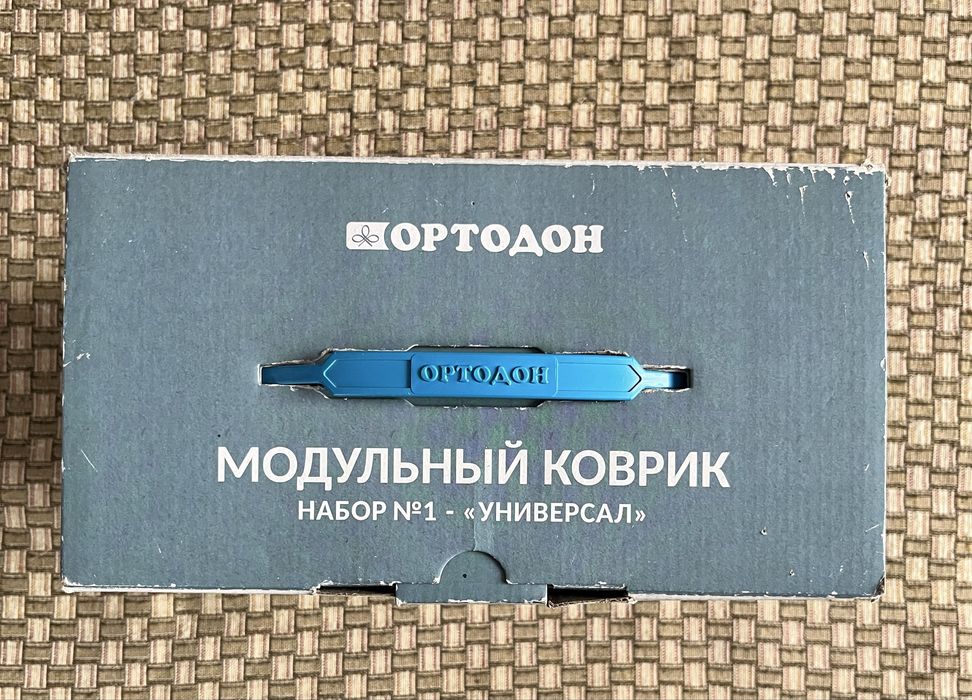 ОРТОДОН
ОРТОДОН
МОДУЛЬНЫЙ КОВРИК
НАБОР №1 - «УНИВЕРСАЛ»